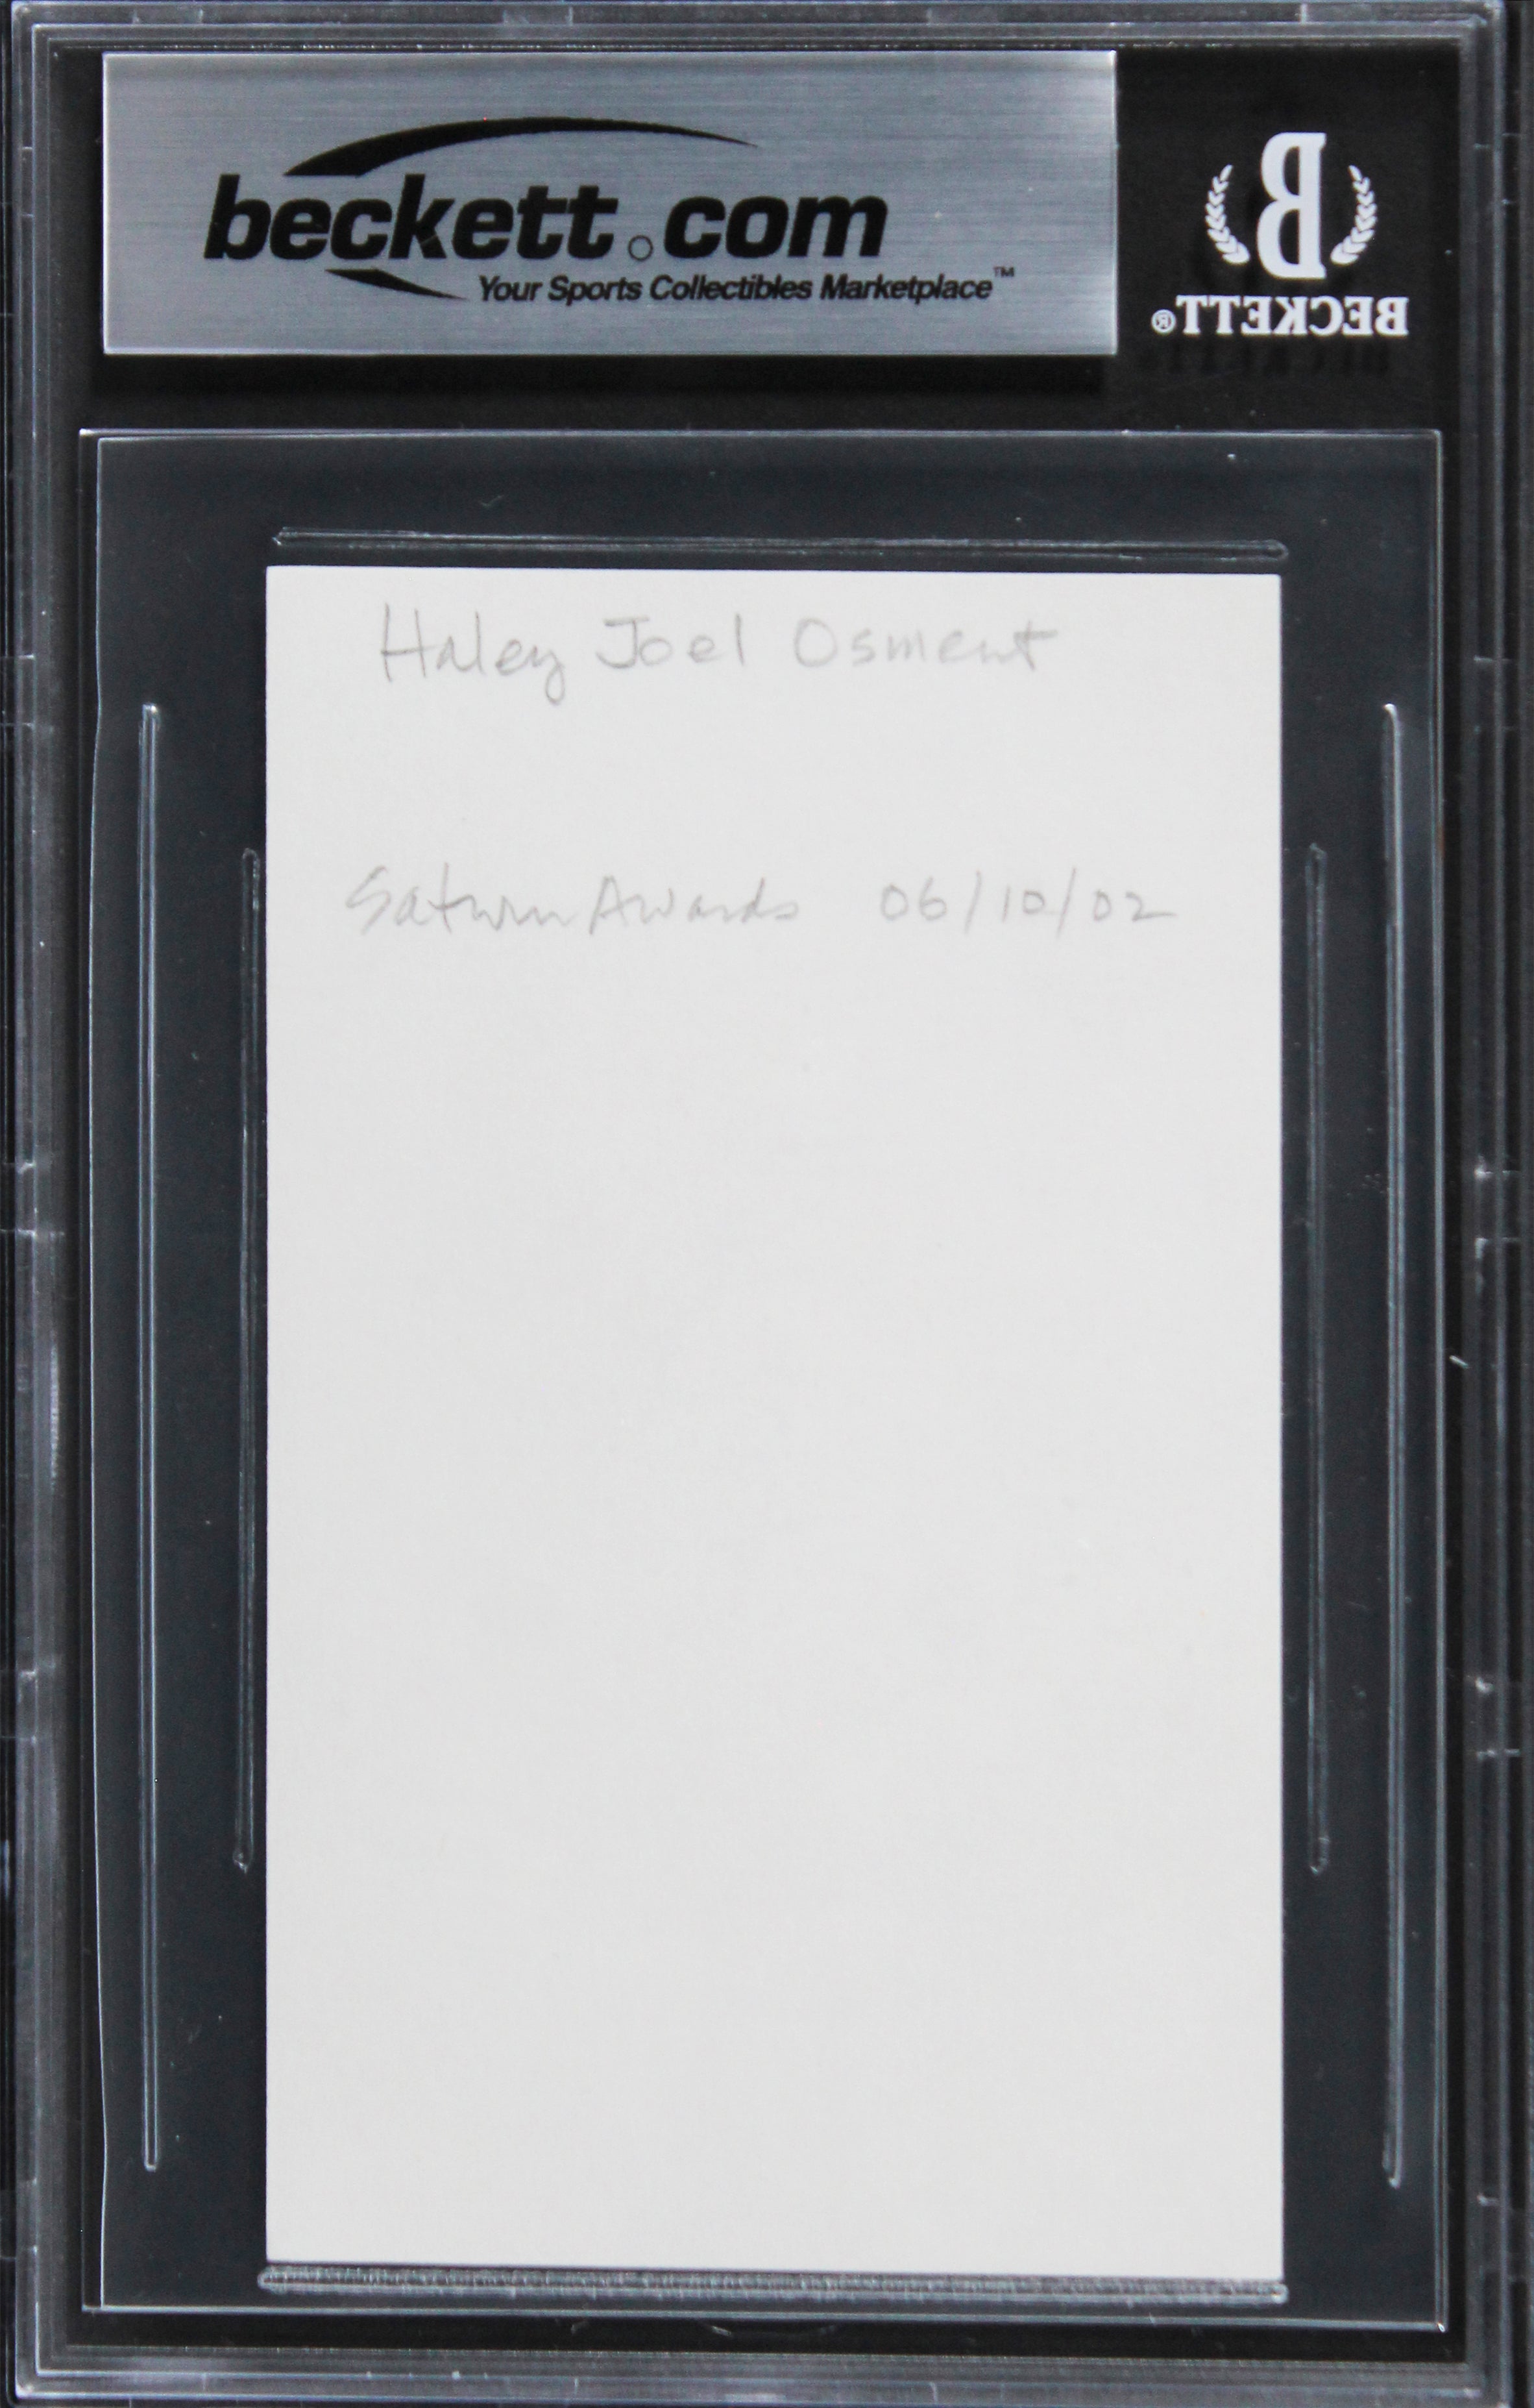 beckett.com
Your Sports Collectibles Marketplace™
B
BECKETT®
Haley Joel Osment
Saturn Awards 06/10/02